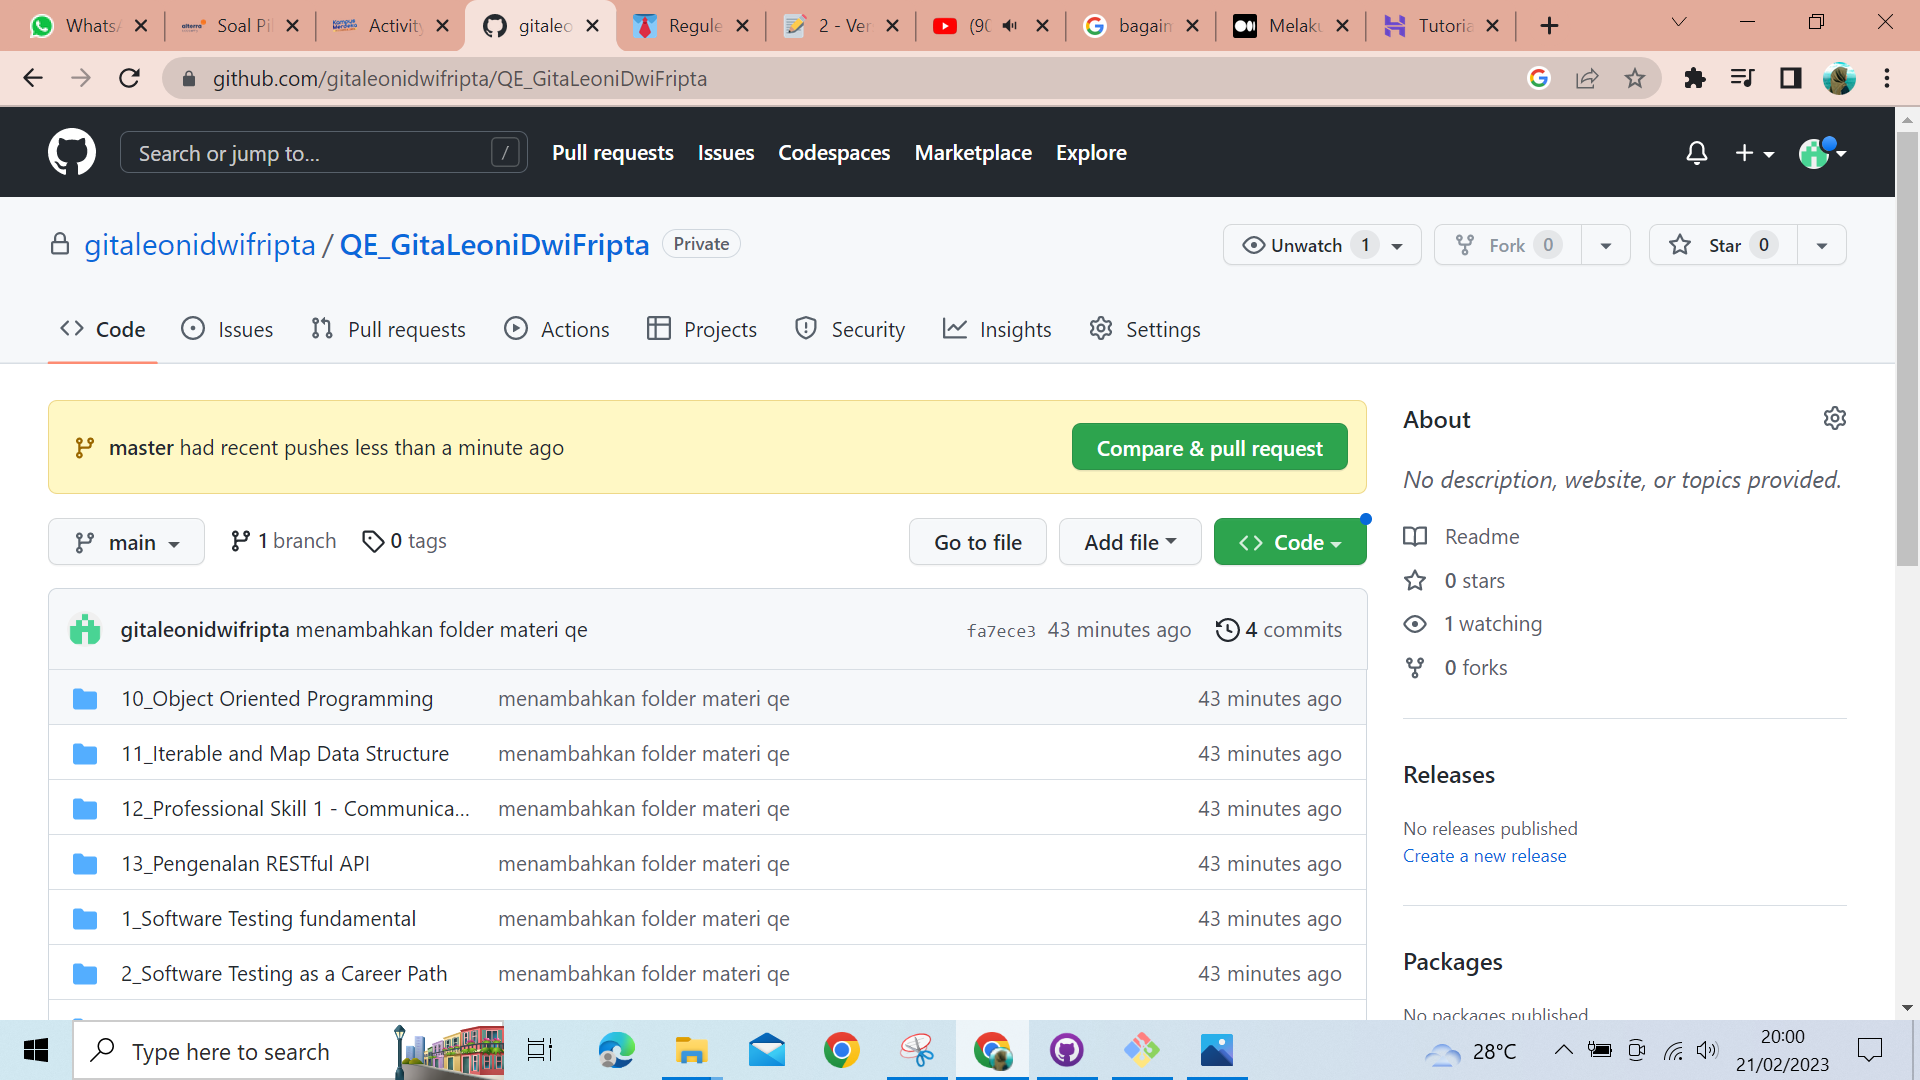 WhatsA
Soal Pil
Activity
gitaleo
Regule
2 - Ver
(90
bagaim
Melaku
Tutoria
github.com/gitaleonidwifripta/QE_GitaLeoniDwiFripta
Search or jump to... /
Pull requests Issues Codespaces Marketplace Explore
gitaleonidwifripta / QE_GitaLeoniDwiFripta Private
Unwatch 1
Fork 0
Star 0
Code Issues Pull requests Actions Projects Security Insights Settings
master had recent pushes less than a minute ago
Compare & pull request
main
1 branch
0 tags
Go to file
Add file
Code
gitaleonidwifripta menambahkan folder materi qe fa7ece3 43 minutes ago 4 commits
10_Object Oriented Programming menambahkan folder materi qe 43 minutes ago
11_Iterable and Map Data Structure menambahkan folder materi qe 43 minutes ago
12_Professional Skill 1 - Communica... menambahkan folder materi qe 43 minutes ago
13_Pengenalan RESTful API menambahkan folder materi qe 43 minutes ago
1_Software Testing fundamental menambahkan folder materi qe 43 minutes ago
2_Software Testing as a Career Path menambahkan folder materi qe 43 minutes ago
About
No description, website, or topics provided.
Readme
0 stars
1 watching
0 forks
Releases
No releases published
Create a new release
Packages
No packages published
Type here to search
28°C
20:00
21/02/2023